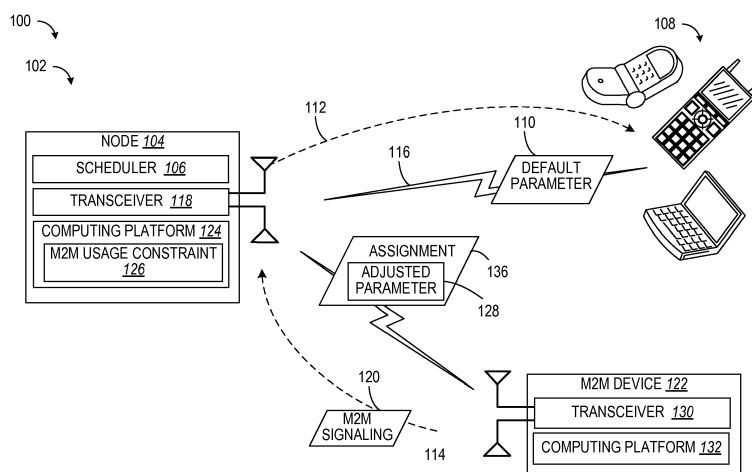 100
102
108
112
110
NODE 104
SCHEDULER 106
116
DEFAULT
PARAMETER
TRANSCEIVER 118
COMPUTING PLATFORM 124
M2M USAGE CONSTRAINT
126
ASSIGNMENT
136
ADJUSTED
PARAMETER
128
120
M2M
SIGNALING
114
M2M DEVICE 122
TRANSCEIVER 130
COMPUTING PLATFORM 132